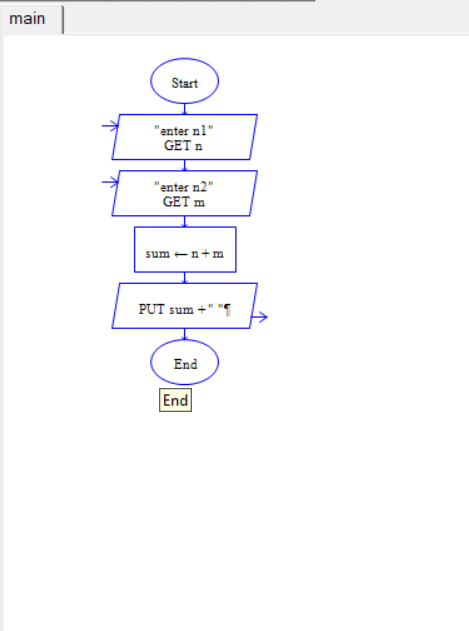 main
Start
"enter n1"
GET n
"enter n2"
GET m
sum ← n+m
PUT sum +" "¶
End
End